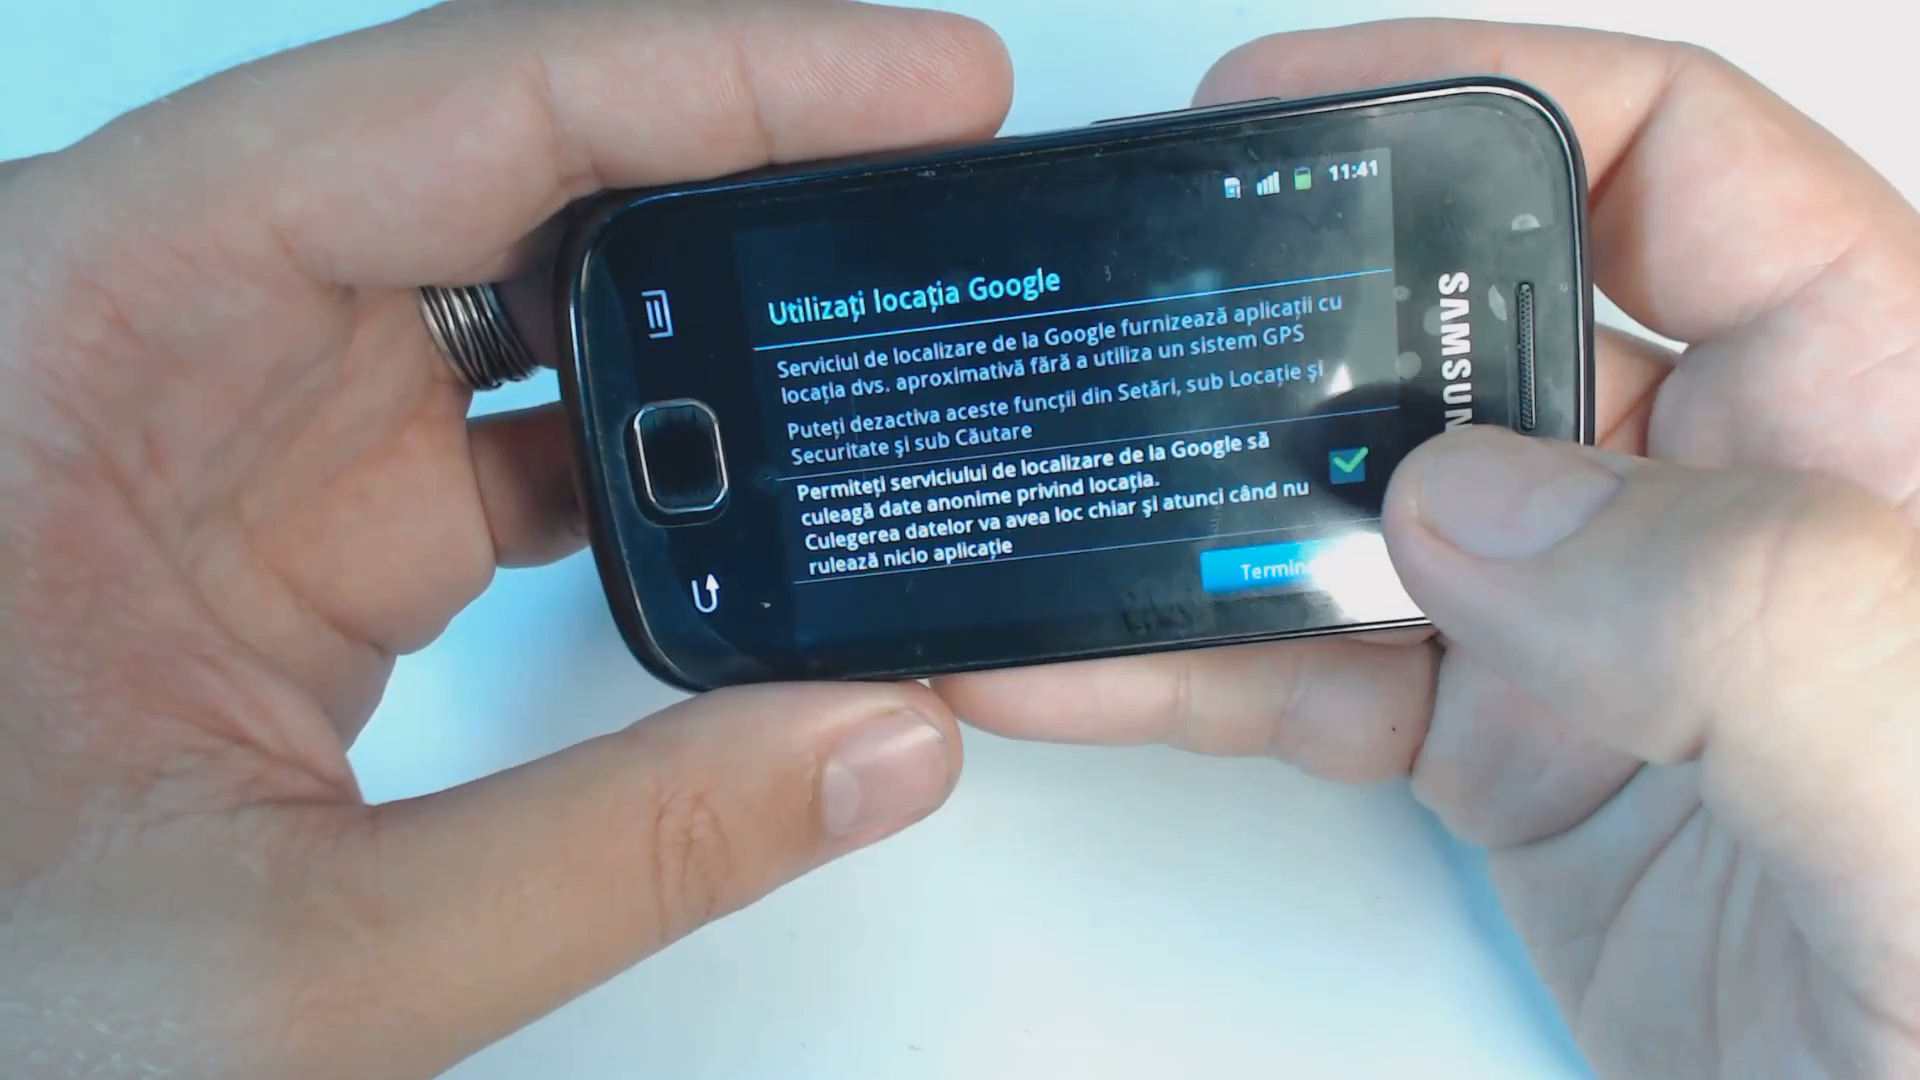 11:41
Utilizați locația Google
Serviciul de localizare de la Google furnizează aplicații cu
locația dvs. aproximativă fără a utiliza un sistem GPS
Puteți dezactiva aceste funcții din Setări, sub Locație și
Securitate și sub Căutare
Permiteți serviciului de localizare de la Google să
culeagă date anonime privind locația.
Culegerea datelor va avea loc chiar și atunci când nu
rulează nicio aplicație
Termin
SAMSUN